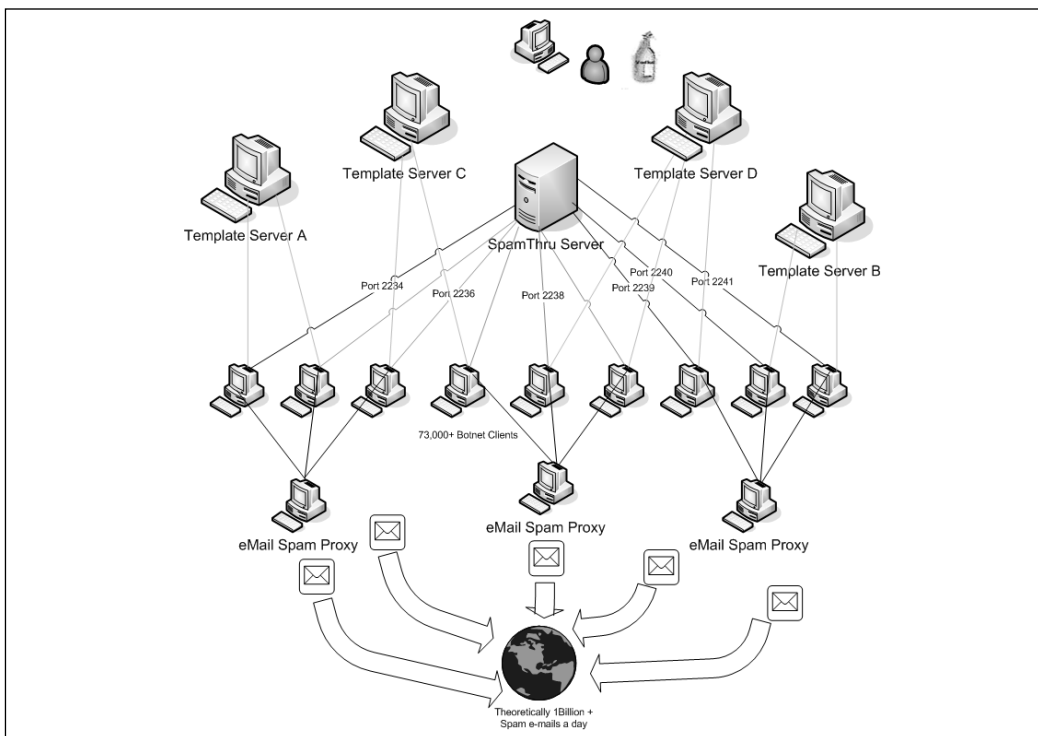 Vodka
Template Server C
Template Server D
Template Server A
SpamThru Server
Template Server B
Port 2234
Port 2236
Port 2238
Port 2239
Port 2240
Port 2241
73,000+ Botnet Clients
eMail Spam Proxy
eMail Spam Proxy
eMail Spam Proxy
Theoretically 1Billion +
Spam e-mails a day